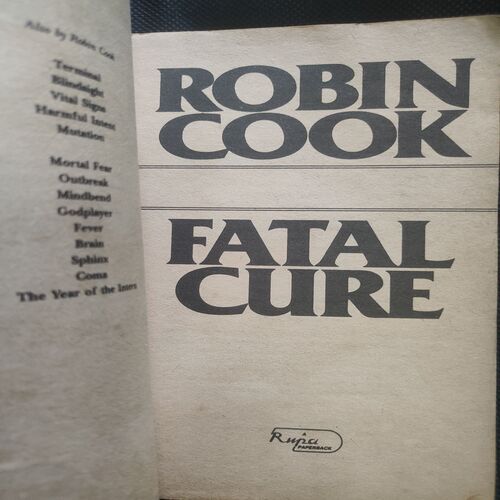 Also by Robin Cook
Terminal
Blindsight
Vital Signs
Harmful Intent
Mutation
Mortal Fear
Outbreak
Mindbend
Godplayer
Fever
Brain
Sphinx
Coma
The Year of the Intern
ROBIN
COOK
FATAL
CURE
A
Rupa
PAPERBACK